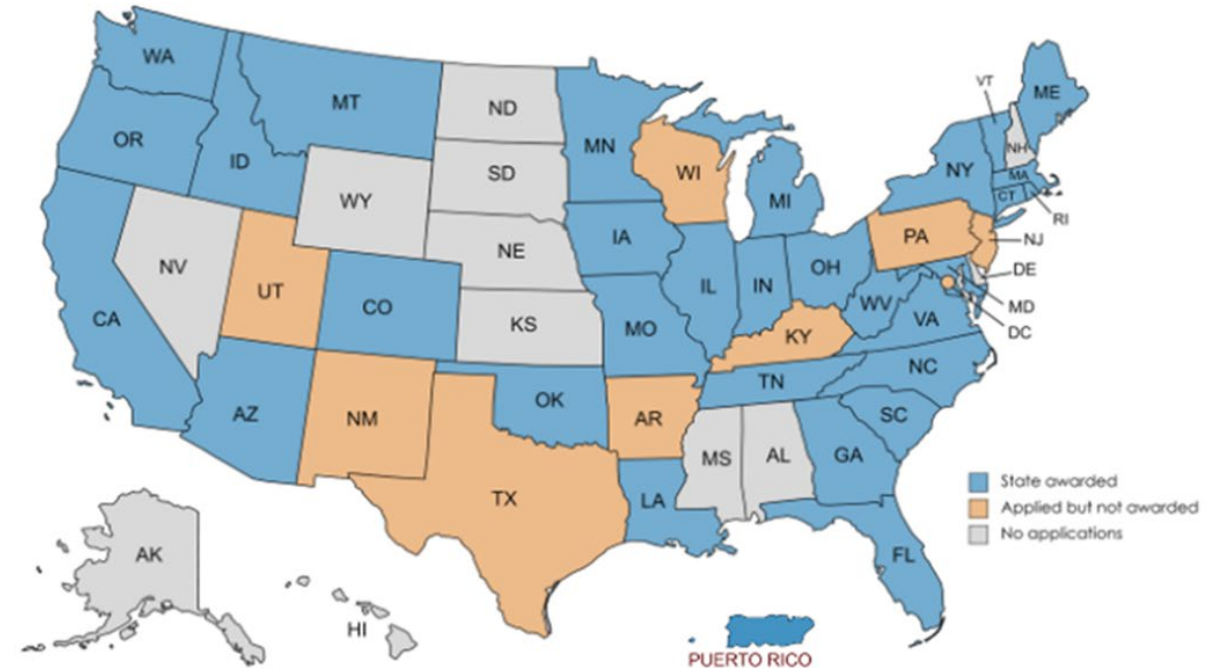 WA
MT
ND
MN
VT
ME
OR
ID
SD
WI
NY
NH
MA
WY
MI
CT
RI
IA
PA
NJ
NV
NE
OH
DE
UT
IL
IN
CO
WV
MD
CA
KS
MO
KY
VA
DC
NC
TN
OK
AZ
NM
AR
SC
MS
AL
GA
TX
LA
State awarded
Applied but not awarded
No applications
AK
FL
HI
PUERTO RICO